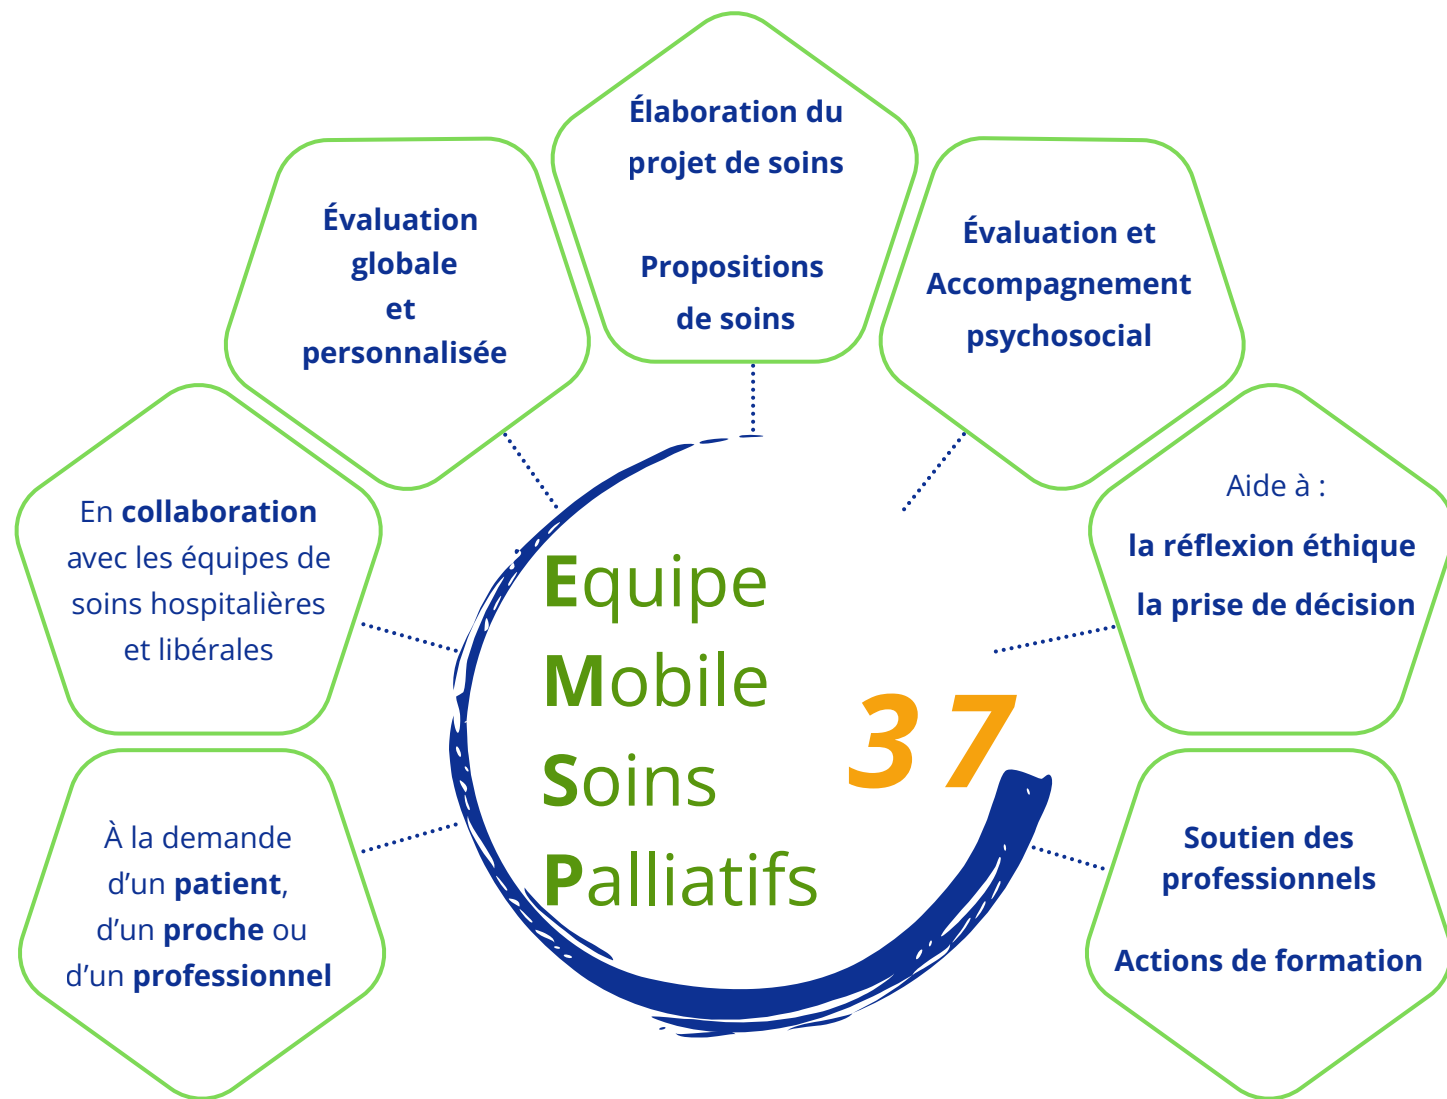 Élaboration du
projet de soins
Propositions
de soins
Évaluation
globale
et
personnalisée
Évaluation et
Accompagnement
psychosocial
En collaboration
avec les équipes de
soins hospitalières
et libérales
Aide à :
la réflexion éthique
la prise de décision
Equipe
Mobile
Soins
Palliatifs
37
À la demande
d’un patient,
d’un proche ou
d’un professionnel
Soutien des
professionnels
Actions de formation